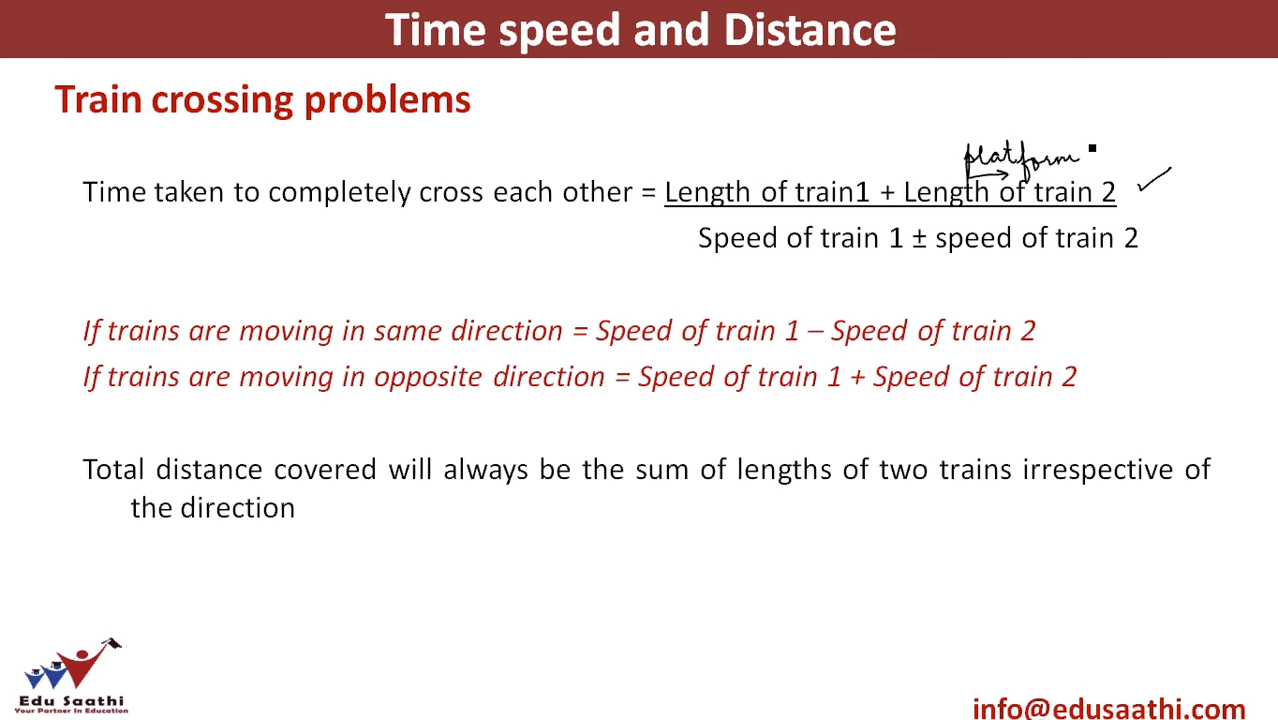 Time speed and Distance
Train crossing problems
platform
Time taken to completely cross each other = Length of train1 + Length of train 2
Speed of train 1 ± speed of train 2
If trains are moving in same direction = Speed of train 1 – Speed of train 2
If trains are moving in opposite direction = Speed of train 1 + Speed of train 2
Total distance covered will always be the sum of lengths of two trains irrespective of
the direction
Edu Saathi
Your Partner In Education
info@edusaathi.com